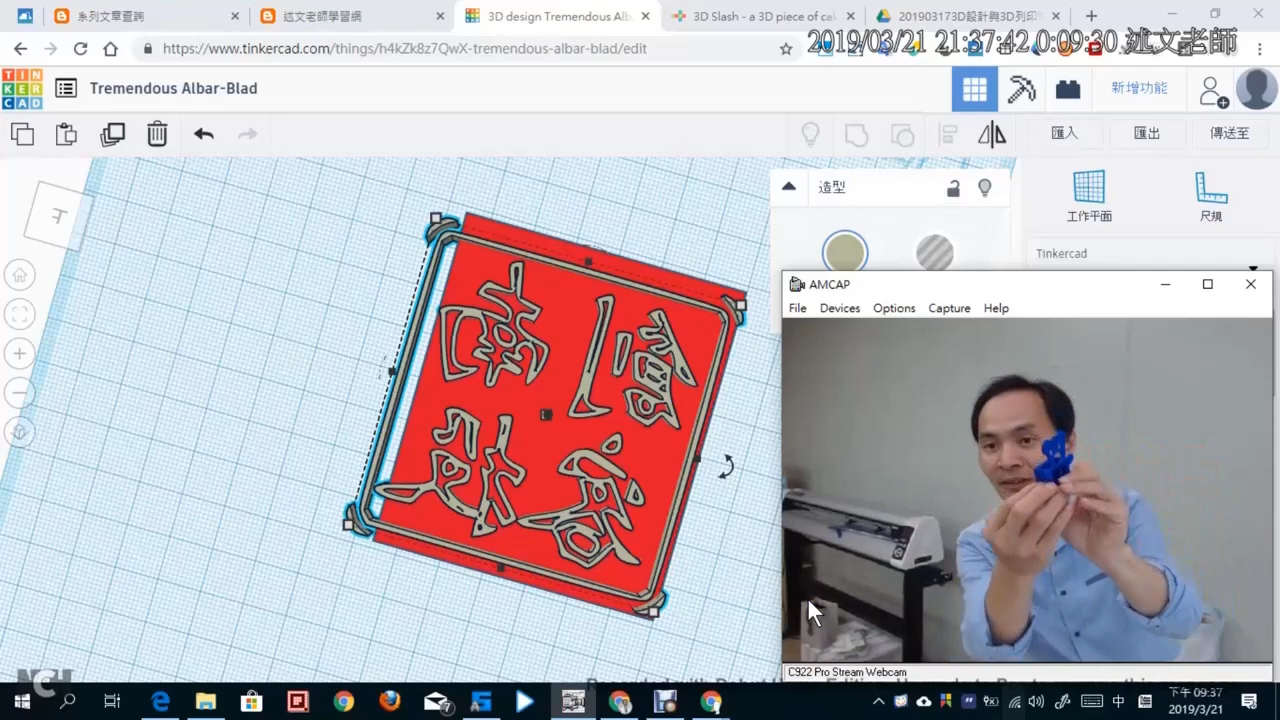 系列文章查詢
述文老師學習網
3D design Tremendous Alb
3D Slash - a 3D piece of ca
201903173D設計與3D列印
https://www.tinkercad.com/things/h4kZk8z7QwX-tremendous-albar-blad/edit
2019/03/21 21:37:42 0:09:30 述文老師
TIN
KER
CAD
Tremendous Albar-Blad
新增功能
匯入
匯出
傳送至
造型
工作平面
尺規
Tinkercad
AMCAP
File
Devices
Options
Capture
Help
C922 Pro Stream Webcam
NCH
中
下午 09:37
2019/3/21